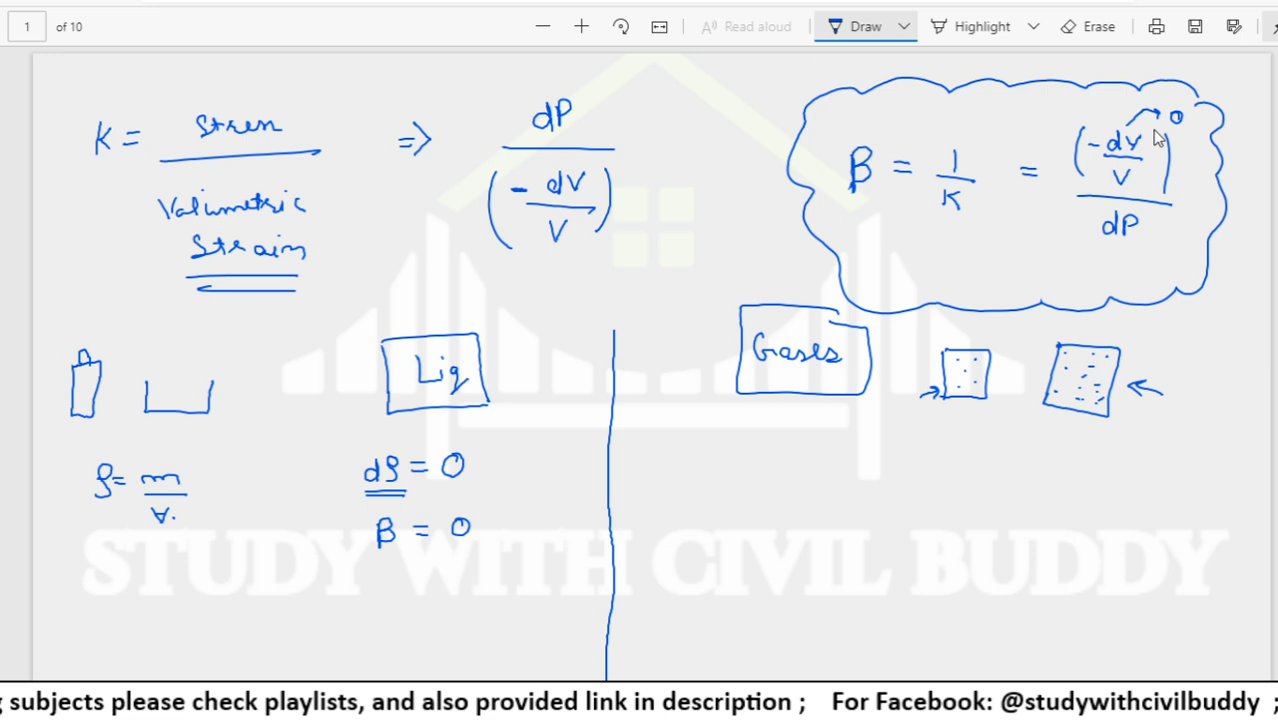 1 of 10 Read aloud Draw Highlight Erase
K = Stress / Volumetric Strain ⇒ dP / (- dV / V)
β = 1 / K = (- dV / V) / dP → 0
Liq
Gases
ρ = m / V.
dρ = 0
β = 0
STUDY WITH CIVIL BUDDY
g subjects please check playlists, and also provided link in description ; For Facebook: @studywithcivilbuddy ;